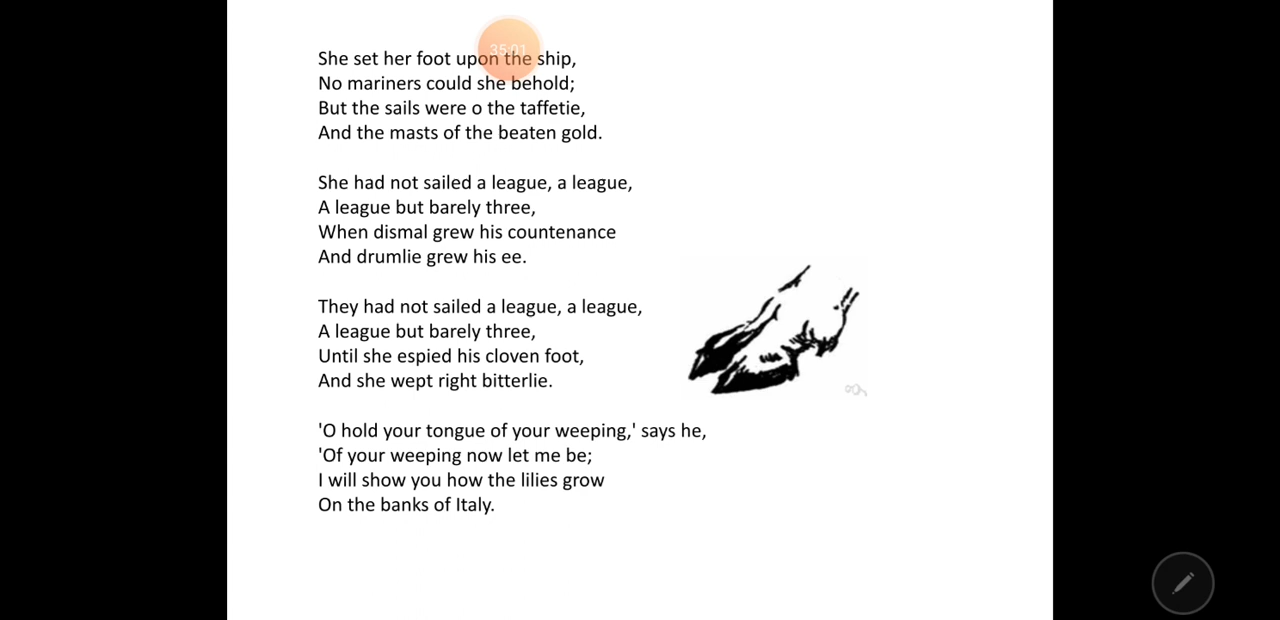 35:01
She set her foot upon the ship,
No mariners could she behold;
But the sails were o the taffetie,
And the masts of the beaten gold.
She had not sailed a league, a league,
A league but barely three,
When dismal grew his countenance
And drumlie grew his ee.
They had not sailed a league, a league,
A league but barely three,
Until she espied his cloven foot,
And she wept right bitterlie.
'O hold your tongue of your weeping,' says he,
'Of your weeping now let me be;
I will show you how the lilies grow
On the banks of Italy.